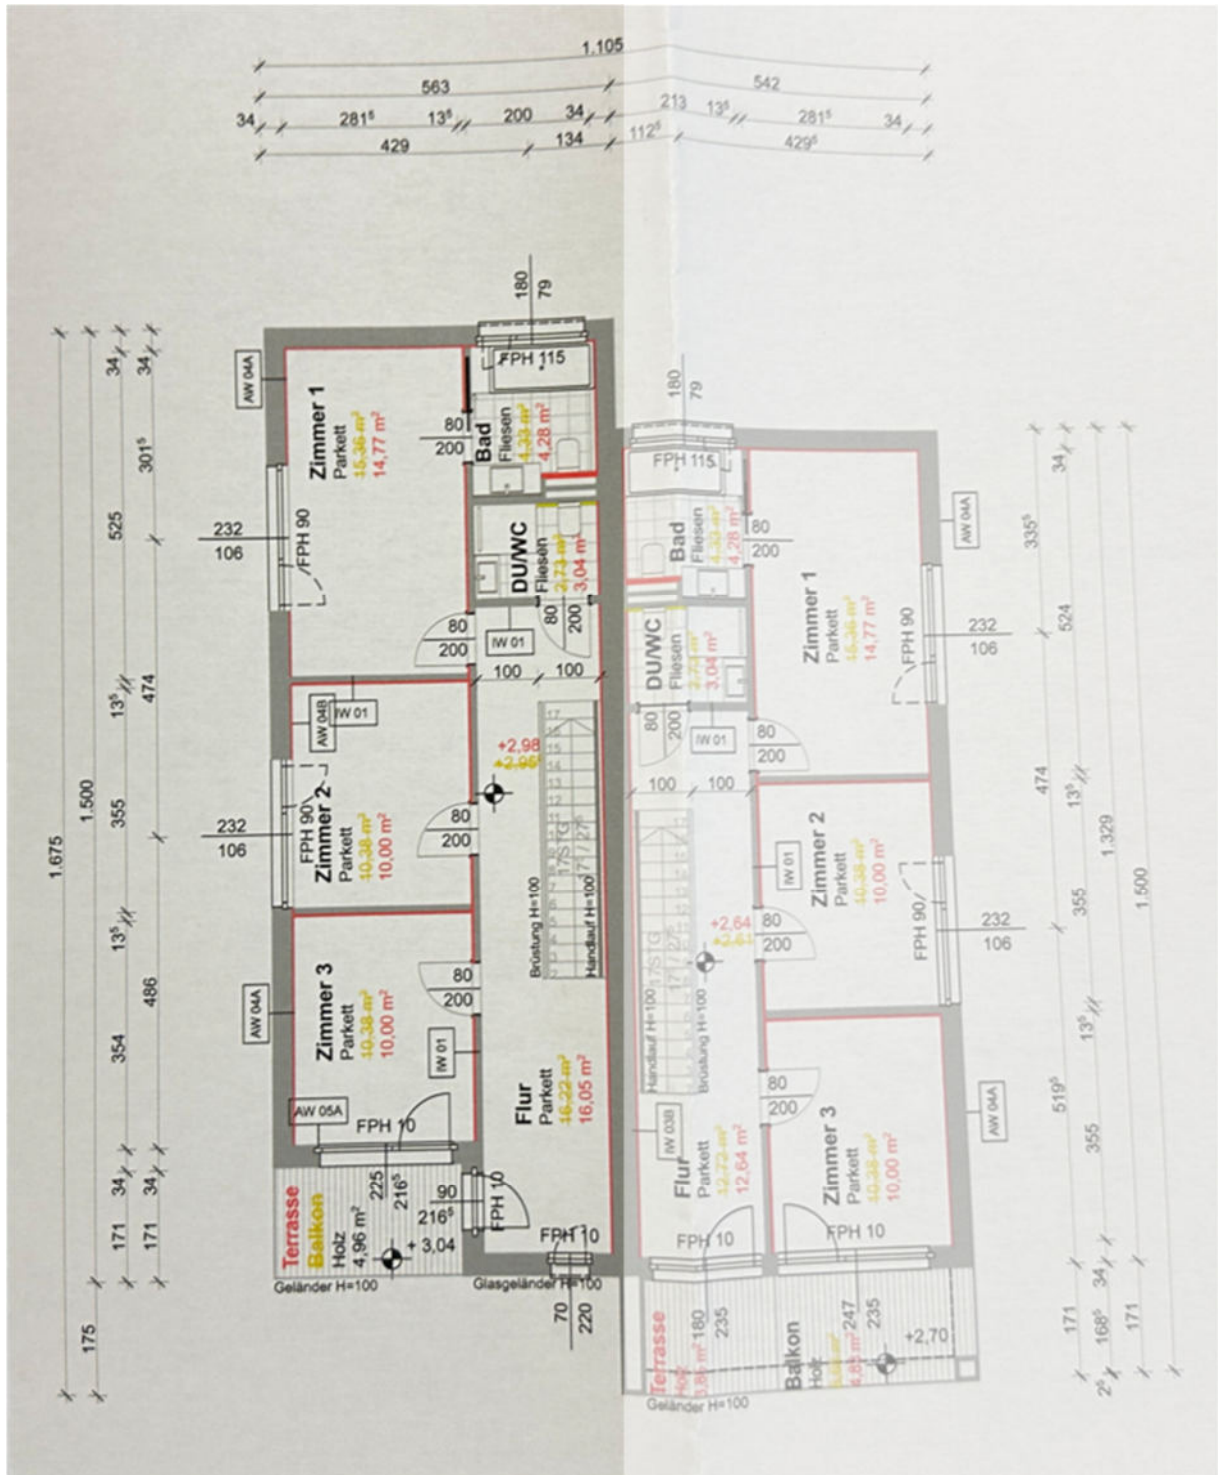 1.105
563
542
34
281⁵
13⁵
200
34
213
13⁵
281⁵
34
429
134
112⁵
429⁵
180
79
FPH 115
AW 04A
Zimmer 1
Parkett
15,36 m²
14,77 m²
80
200
Bad
Fliesen
4,33 m²
4,28 m²
232
106
FPH 90
DU/WC
Fliesen
2,73 m²
3,04 m²
80
200
80
200
IW 01
100
100
IW 01
AW 04B
Zimmer 2
Parkett
10,38 m²
10,00 m²
FPH 90
232
106
80
200
+2,98
17
16
15
14
13
12
11
17STG
Brüstung H=100
Handlauf H=100
Zimmer 3
Parkett
10,38 m²
10,00 m²
80
200
AW 04A
IW 01
AW 05A
FPH 10
Flur
Parkett
16,22 m²
16,05 m²
225
216⁵
90
216⁵
FPH 10
FPH 10
Terrasse
Balkon
Holz
4,96 m²
+ 3,04
Geländer H=100
Glasgeländer H=100
70
220
1.675
1.500
175
34
525
13⁵
355
13⁵
354
34
171
34
301⁵
474
486
34
171
180
79
FPH 115
Bad
Fliesen
4,33 m²
4,28 m²
80
200
Zimmer 1
Parkett
15,36 m²
14,77 m²
FPH 90
AW 04A
232
106
DU/WC
Fliesen
2,73 m²
3,04 m²
80
200
IW 01
80
200
100
100
Zimmer 2
Parkett
10,38 m²
10,00 m²
IW 01
80
200
FPH 90
232
106
+2,64
+2,61
17STG
Handlauf H=100
Brüstung H=100
80
200
IW 03B
Flur
Parkett
12,72 m²
12,64 m²
Zimmer 3
Parkett
10,38 m²
10,00 m²
AW 04A
FPH 10
FPH 10
Terrasse
Holz
180
235
Balkon
Holz
247
235
+2,70
Geländer H=100
335⁵
474
519⁵
171
34
524
13⁵
355
13⁵
355
34
168⁵
2⁵
1.329
171
1.500